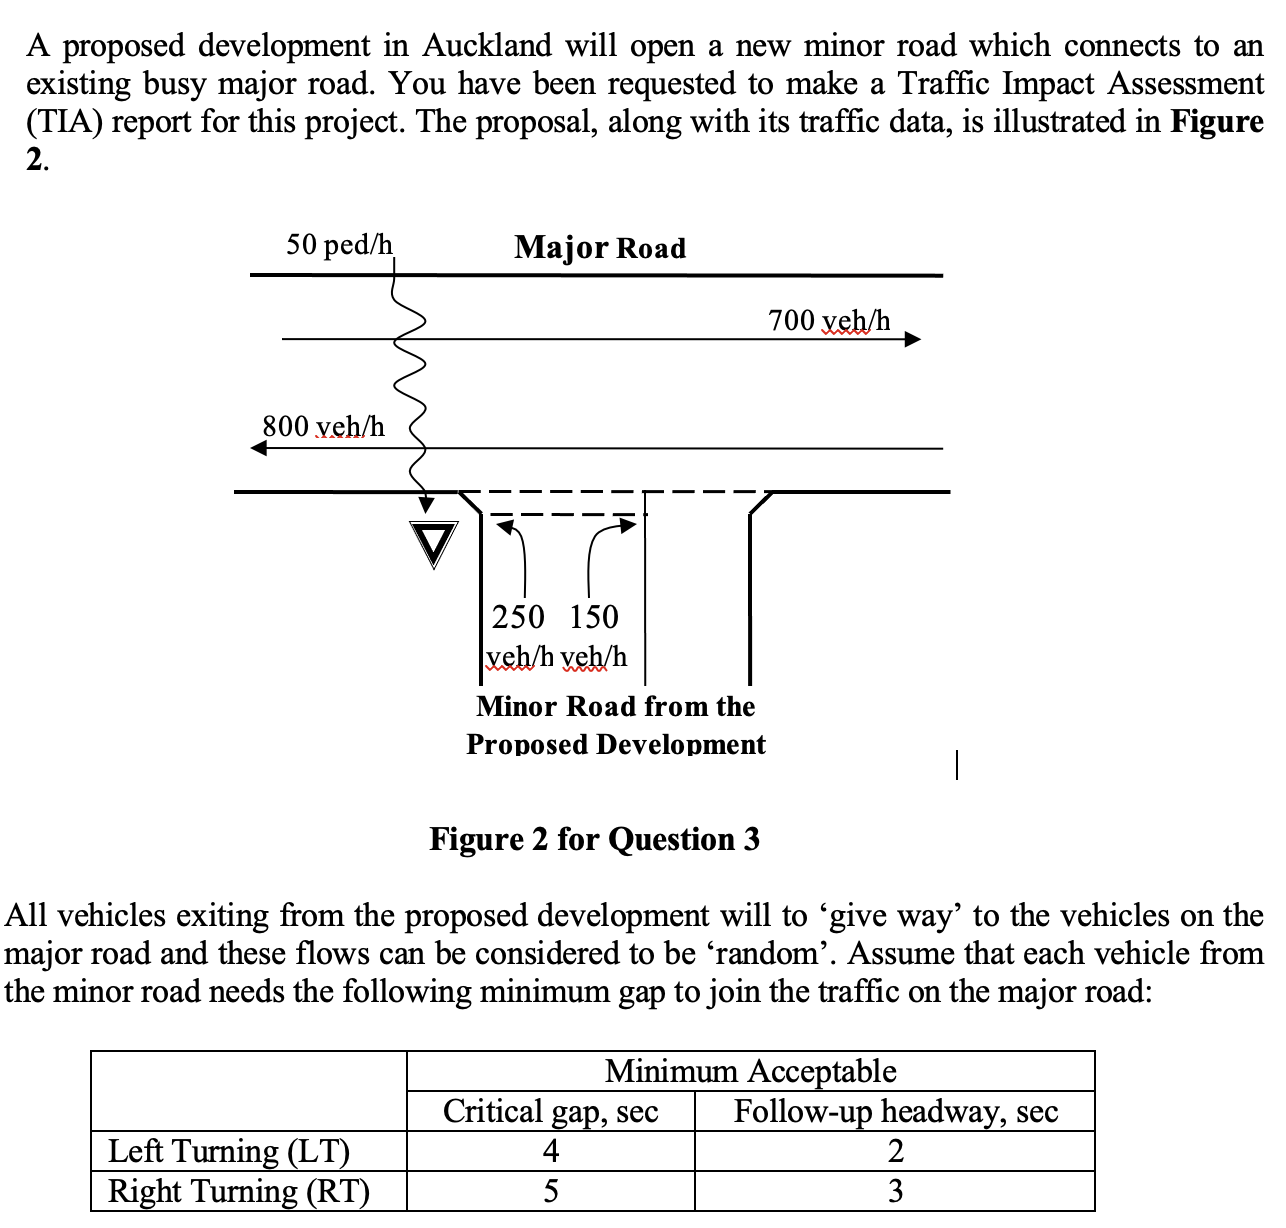 A proposed development in Auckland will open a new minor road which connects to an
existing busy major road. You have been requested to make a Traffic Impact Assessment
(TIA) report for this project. The proposal, along with its traffic data, is illustrated in Figure
2.
50 ped/h
Major Road
700 veh/h
800 veh/h
250 150
veh/h veh/h
Minor Road from the
Proposed Development
Figure 2 for Question 3
All vehicles exiting from the proposed development will to ‘give way’ to the vehicles on the
major road and these flows can be considered to be ‘random’. Assume that each vehicle from
the minor road needs the following minimum gap to join the traffic on the major road:
Minimum Acceptable
Critical gap, sec Follow-up headway, sec
Left Turning (LT) 4 2
Right Turning (RT) 5 3